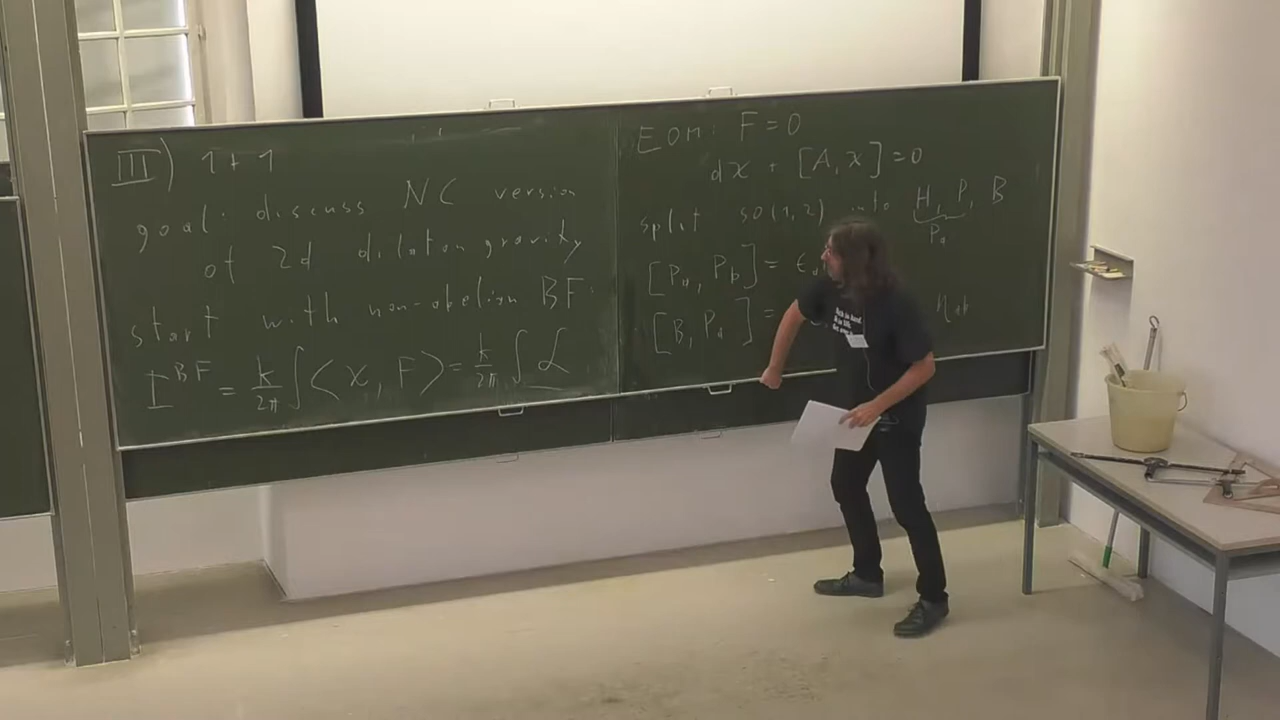 III) 1+1
goal: discuss NC version
of 2d dilaton gravity
start with non-abelian BF:
I^BF = k/2π ∫ ⟨X, F⟩ = k/2π ∫ L
EOM: F = 0
dX + [A, X] = 0
split so(1,2) into H, P, B
P_a
[P_a, P_b] = ϵ
[B, P_a] = η_ab